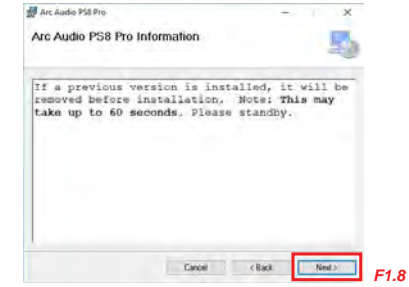 Arc Audio PS8 Pro
Arc Audio PS8 Pro Information
If a previous version is installed, it will be
removed before installation. Note: This may
take up to 60 seconds. Please standby.
Cancel
< Back
Next >
F1.8